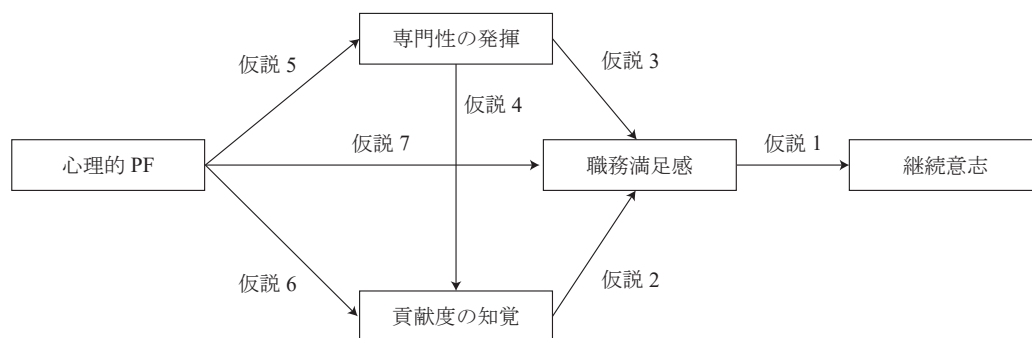 専門性の発揮
仮説 5
仮説 3
仮説 4
心理的 PF
仮説 7
職務満足感
仮説 1
継続意志
仮説 6
仮説 2
貢献度の知覚